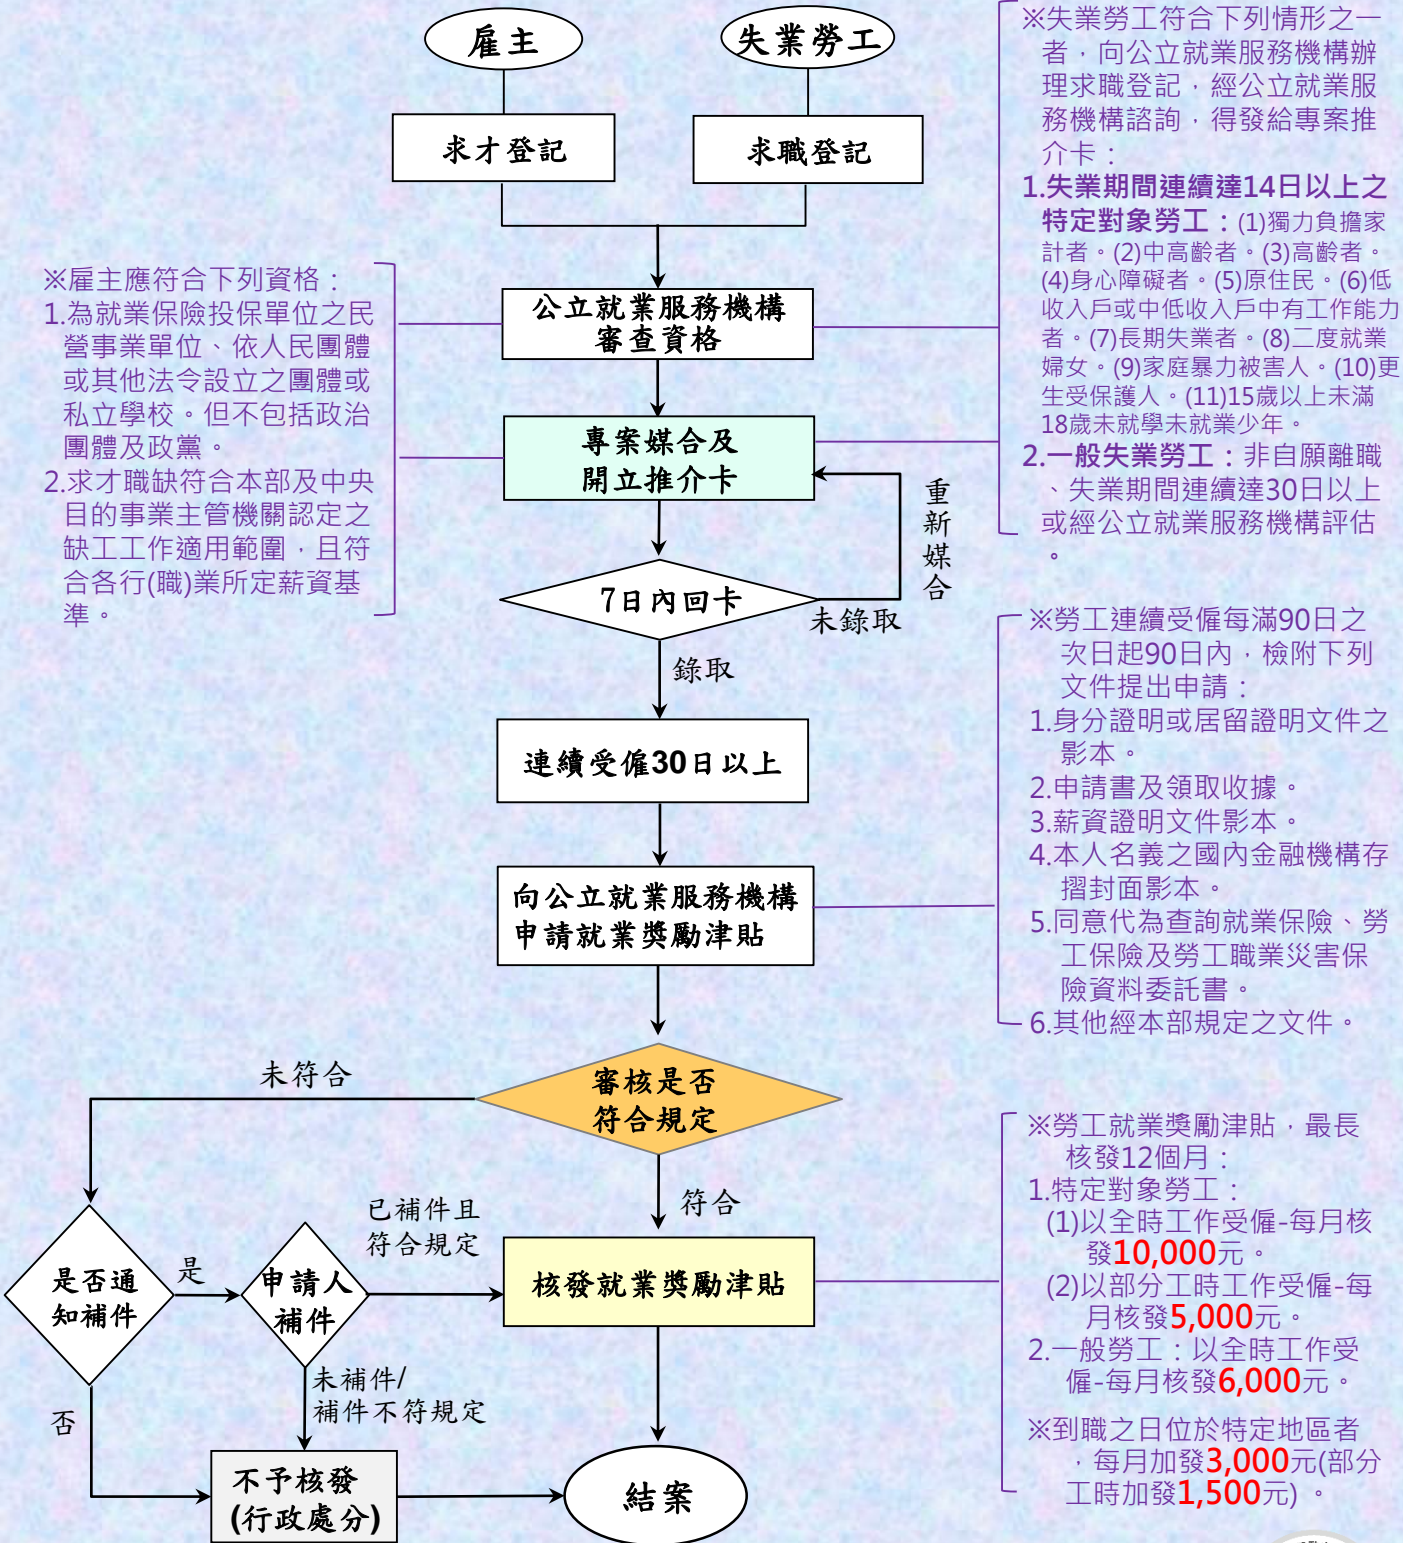 雇主
失業勞工
求才登記
求職登記
公立就業服務機構
審查資格
專案媒合及
開立推介卡
重新媒合
7日內回卡
未錄取
錄取
連續受僱30日以上
向公立就業服務機構
申請就業獎勵津貼
審核是否
符合規定
未符合
符合
是否通
知補件
是
否
申請人
補件
已補件且
符合規定
未補件/
補件不符規定
核發就業獎勵津貼
不予核發
(行政處分)
結案
※雇主應符合下列資格：
1.為就業保險投保單位之民
營事業單位、依人民團體
或其他法令設立之團體或
私立學校。但不包括政治
團體及政黨。
2.求才職缺符合本部及中央
目的事業主管機關認定之
缺工工作適用範圍，且符
合各行(職)業所定薪資基
準。
※失業勞工符合下列情形之一
者，向公立就業服務機構辦
理求職登記，經公立就業服
務機構諮詢，得發給專案推
介卡：
1.失業期間連續達14日以上之
特定對象勞工：(1)獨力負擔家
計者。(2)中高齡者。(3)高齡者。
(4)身心障礙者。(5)原住民。(6)低
收入戶或中低收入戶中有工作能力
者。(7)長期失業者。(8)二度就業
婦女。(9)家庭暴力被害人。(10)更
生受保護人。(11)15歲以上未滿
18歲未就學未就業少年。
2.一般失業勞工：非自願離職
、失業期間連續達30日以上
或經公立就業服務機構評估
。
※勞工連續受僱每滿90日之
次日起90日內，檢附下列
文件提出申請：
1.身分證明或居留證明文件之
影本。
2.申請書及領取收據。
3.薪資證明文件影本。
4.本人名義之國內金融機構存
摺封面影本。
5.同意代為查詢就業保險、勞
工保險及勞工職業災害保
險資料委託書。
6.其他經本部規定之文件。
※勞工就業獎勵津貼，最長
核發12個月：
1.特定對象勞工：
(1)以全時工作受僱-每月核
發10,000元。
(2)以部分工時工作受僱-每
月核發5,000元。
2.一般勞工：以全時工作受
僱-每月核發6,000元。
※到職之日位於特定地區者
，每月加發3,000元(部分
工時加發1,500元) 。